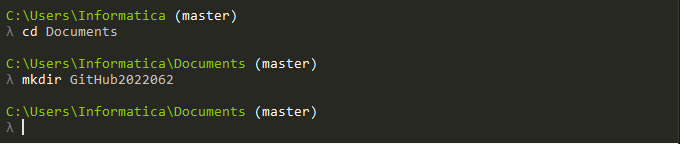 C:\Users\Informatica (master)
λ cd Documents
C:\Users\Informatica\Documents (master)
λ mkdir GitHub2022062
C:\Users\Informatica\Documents (master)
λ